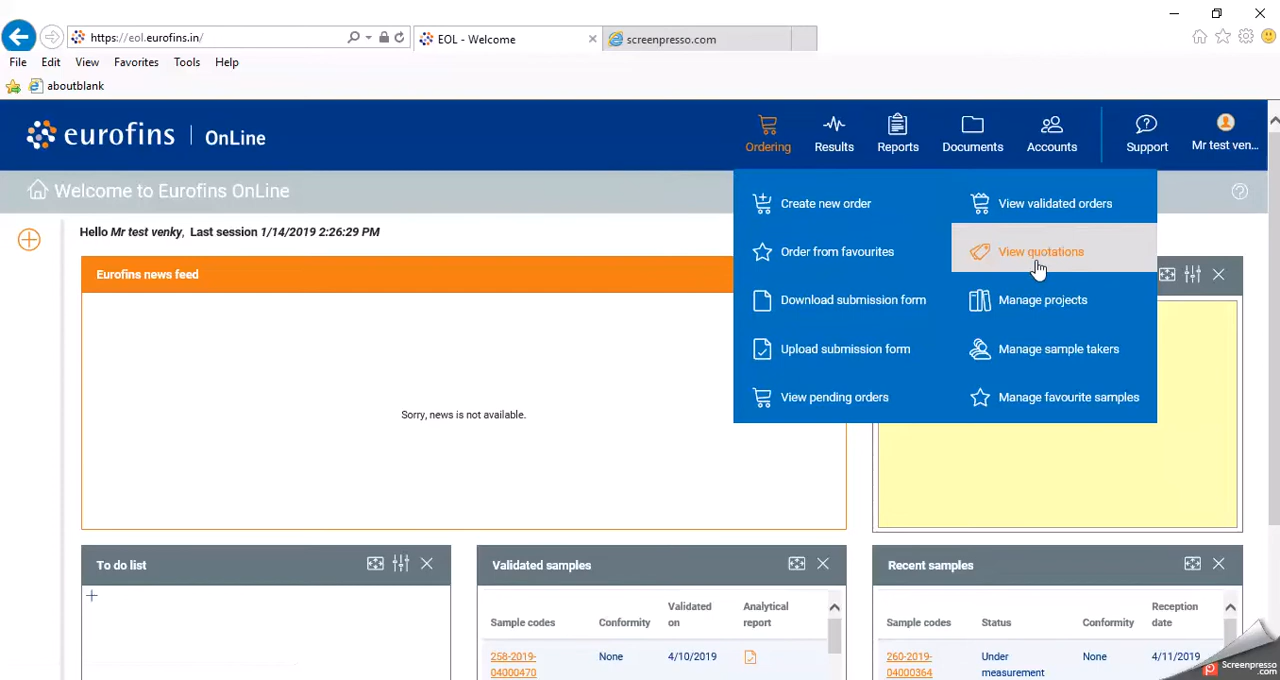 https://eol.eurofins.in/
EOL - Welcome
screenpresso.com
File Edit View Favorites Tools Help
aboutblank
eurofins | OnLine
Ordering Results Reports Documents Accounts Support Mr test ven...
Welcome to Eurofins OnLine
Create new order View validated orders
Order from favourites View quotations
Download submission form Manage projects
Upload submission form Manage sample takers
View pending orders Manage favourite samples
Hello Mr test venky, Last session 1/14/2019 2:26:29 PM
Eurofins news feed
Sorry, news is not available.
To do list
Validated samples
Sample codes Conformity Validated on Analytical report
258-2019-04000470 None 4/10/2019
Recent samples
Sample codes Status Conformity Reception date
260-2019-04000364 Under measurement None 4/11/2019
Screenpresso
.com